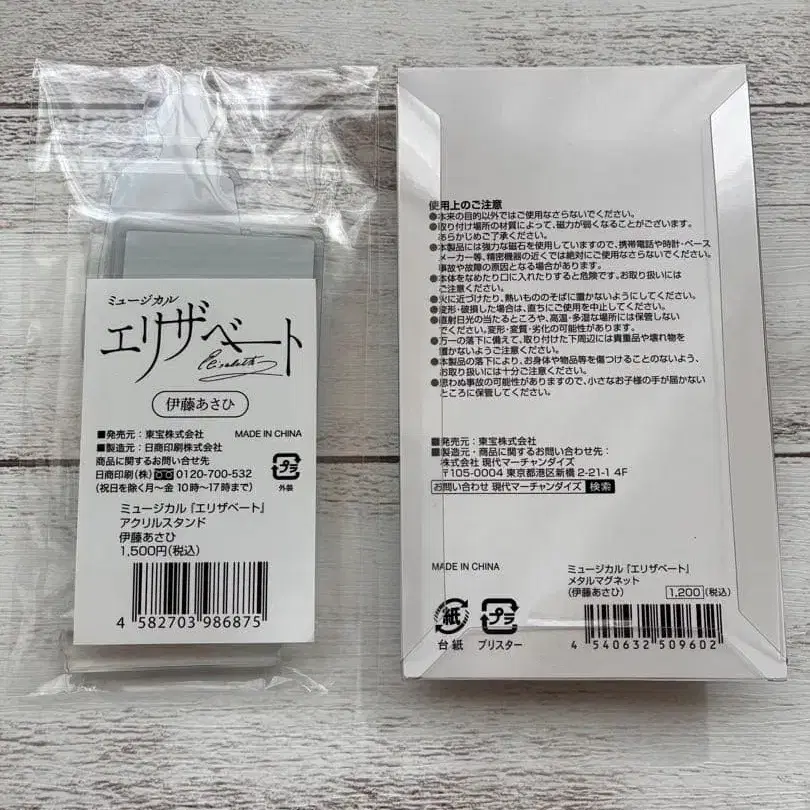 ミュージカル
エリザベート
Elisabeth
伊藤あさひ
■発売元：東宝株式会社 MADE IN CHINA
■製造元：日商印刷株式会社
商品に関するお問い合わせ先
日商印刷(株) 0120-700-532
(祝日を除く月〜金 10時〜17時まで)
プラ
外装
ミュージカル『エリザベート』
アクリルスタンド
伊藤あさひ
1,500円(税込)
4 582703 986875
使用上のご注意
●本来の目的以外ではご使用なさらないでください。
●取り付け場所の材質によって、磁力が弱くなることがございます。
あらかじめご了承ください。
●本製品には強力な磁石を使用していますので、携帯電話や時計・ペース
メーカー等、精密機器の近くでは絶対にご使用なさらないでください。
事故や故障の原因となる場合があります。
●本体をなめたり口に入れたりすると危険です。お取り扱いには
ご注意ください。
●火に近づけたり、熱いもののそばに置かないようにしてください。
●変形・破損した場合は、直ちにご使用を中止してください。
●直射日光の当たるところや、高温・多湿な場所には保管しない
でください。変形・変質・劣化の可能性があります。
●万一の落下に備えて、取り付けた下周辺には貴重品や壊れ物を
置かないようご注意ください。
●本製品の落下により、お身体や物品等を傷つけることのないよう、
お取り扱いには十分ご注意ください。
●思わぬ事故の可能性がありますので、小さなお子様の手が届かない
ところに保管してください。
■発売元：東宝株式会社
■製造元・商品に関するお問い合わせ先：
株式会社 現代マーチャンダイズ
〒105-0004 東京都港区新橋 2-21-1 4F
お問い合わせ 現代マーチャンダイズ 検索
MADE IN CHINA
ミュージカル『エリザベート』
メタルマグネット
(伊藤あさひ) 1,200 (税込)
紙
台紙
プラ
ブリスター
4 540632 509602